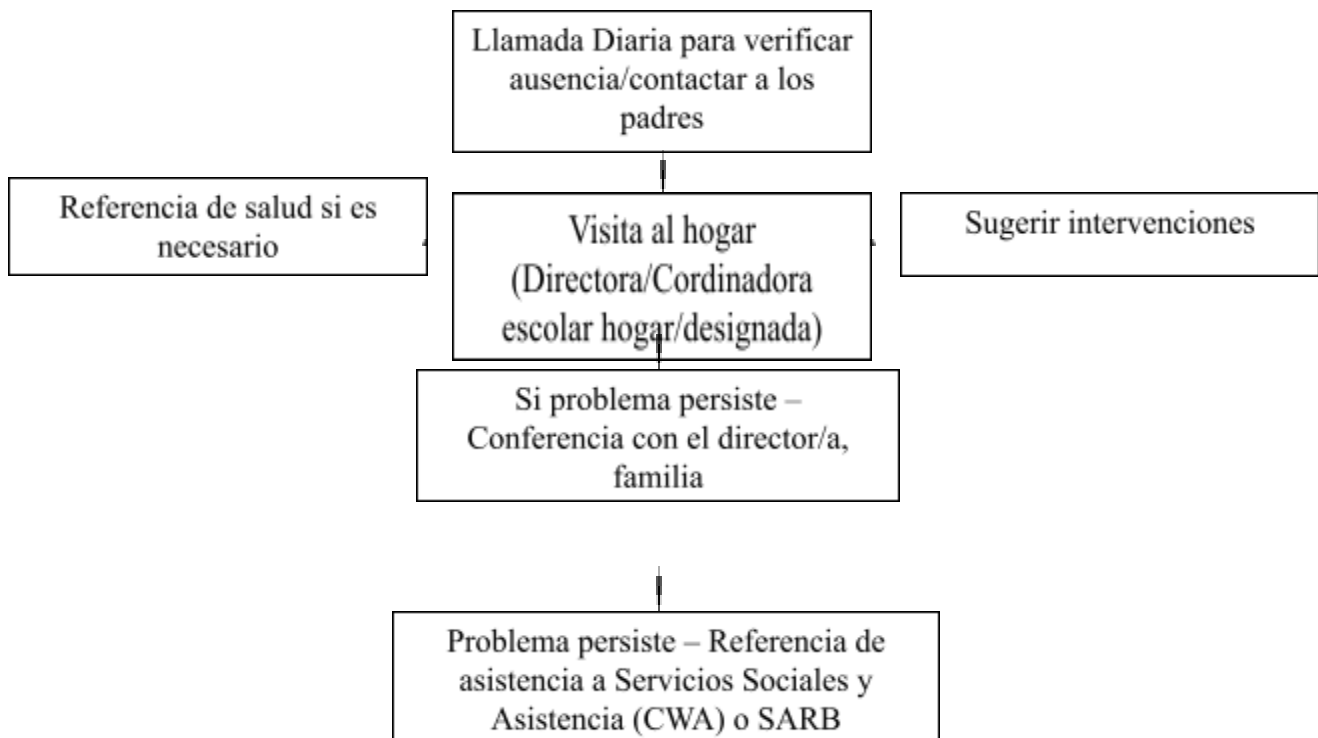 Llamada Diaria para verificar
ausencia/contactar a los
padres
Referencia de salud si es
necesario
Visita al hogar
(Directora/Cordinadora
escolar hogar/designada)
Sugerir intervenciones
Si problema persiste –
Conferencia con el director/a,
familia
Problema persiste – Referencia de
asistencia a Servicios Sociales y
Asistencia (CWA) o SARB